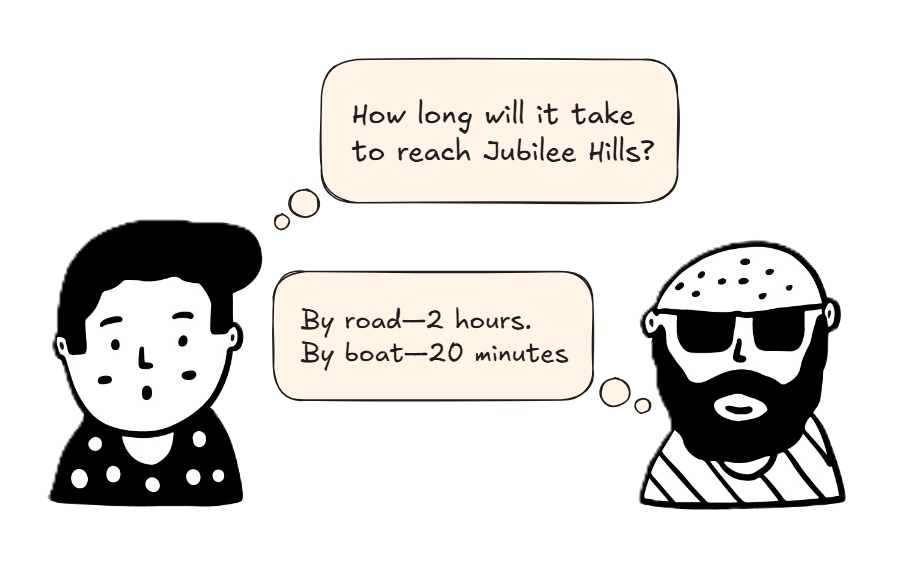 How long will it take
to reach Jubilee Hills?
By road—2 hours.
By boat—20 minutes